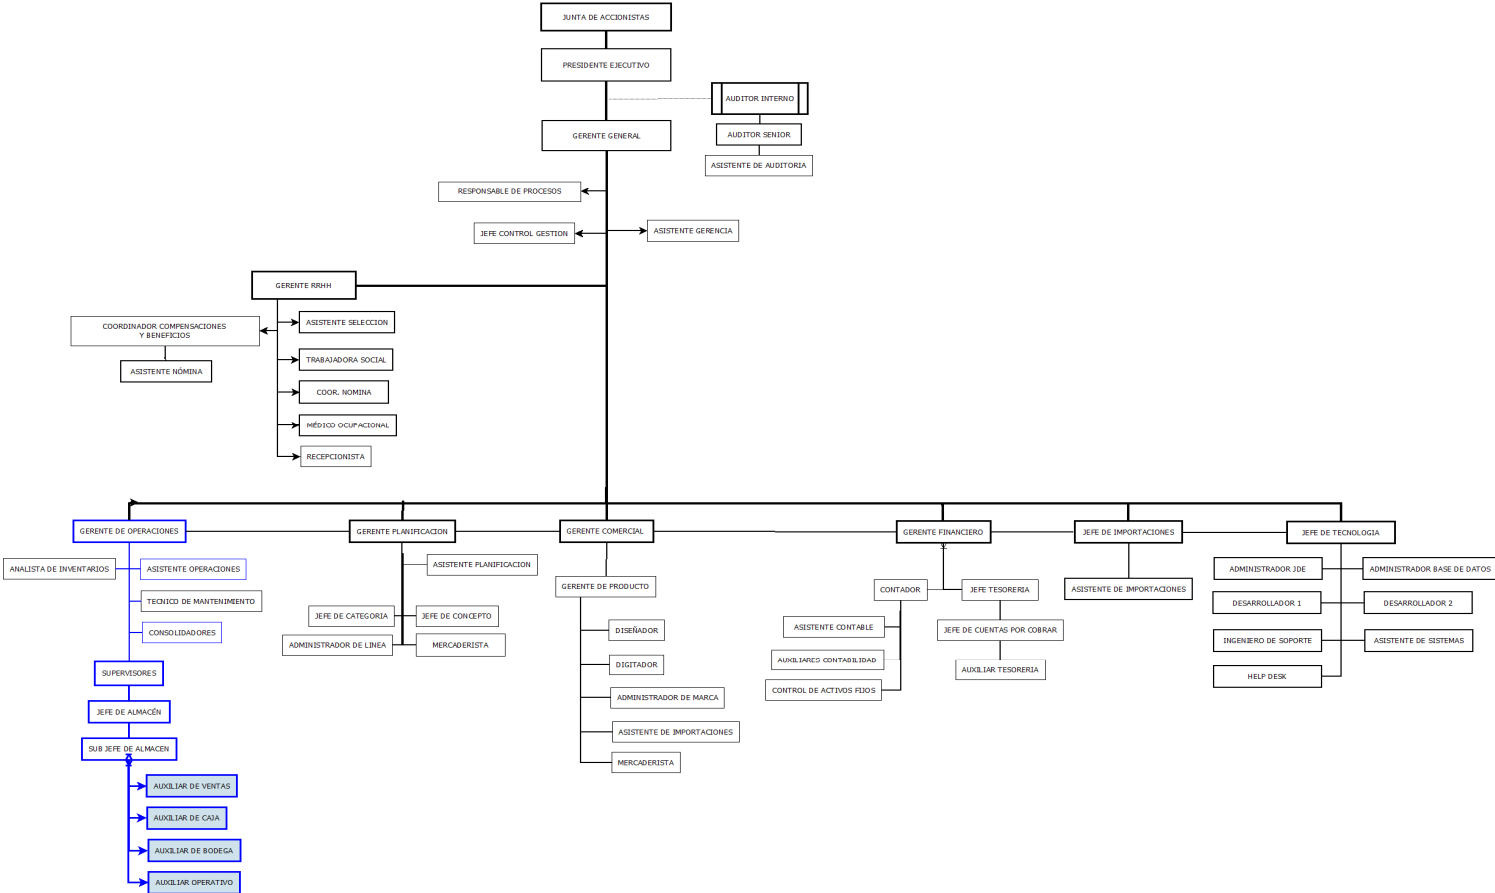 JUNTA DE ACCIONISTAS
PRESIDENTE EJECUTIVO
AUDITOR INTERNO
AUDITOR SENIOR
ASISTENTE DE AUDITORIA
GERENTE GENERAL
RESPONSABLE DE PROCESOS
JEFE CONTROL GESTION
ASISTENTE GERENCIA
GERENTE RRHH
COORDINADOR COMPENSACIONES
Y BENEFICIOS
ASISTENTE NÓMINA
ASISTENTE SELECCION
TRABAJADORA SOCIAL
COOR. NOMINA
MÉDICO OCUPACIONAL
RECEPCIONISTA
GERENTE DE OPERACIONES
ANALISTA DE INVENTARIOS
ASISTENTE OPERACIONES
TECNICO DE MANTENIMIENTO
CONSOLIDADORES
SUPERVISORES
JEFE DE ALMACÉN
SUB JEFE DE ALMACEN
AUXILIAR DE VENTAS
AUXILIAR DE CAJA
AUXILIAR DE BODEGA
AUXILIAR OPERATIVO
GERENTE PLANIFICACION
ASISTENTE PLANIFICACION
JEFE DE CATEGORIA
JEFE DE CONCEPTO
ADMINISTRADOR DE LINEA
MERCADERISTA
GERENTE COMERCIAL
GERENTE DE PRODUCTO
DISEÑADOR
DIGITADOR
ADMINISTRADOR DE MARCA
ASISTENTE DE IMPORTACIONES
MERCADERISTA
GERENTE FINANCIERO
CONTADOR
JEFE TESORERIA
ASISTENTE CONTABLE
AUXILIARES CONTABILIDAD
CONTROL DE ACTIVOS FIJOS
JEFE DE CUENTAS POR COBRAR
AUXILIAR TESORERIA
JEFE DE IMPORTACIONES
ASISTENTE DE IMPORTACIONES
JEFE DE TECNOLOGIA
ADMINISTRADOR JDE
ADMINISTRADOR BASE DE DATOS
DESARROLLADOR 1
DESARROLLADOR 2
INGENIERO DE SOPORTE
ASISTENTE DE SISTEMAS
HELP DESK